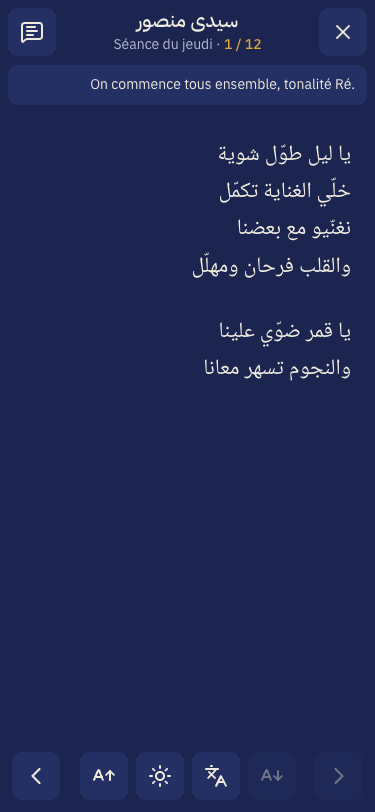 سيدي منصور
Séance du jeudi · 1 / 12
On commence tous ensemble, tonalité Ré.
يا ليل طوّل شوية
خلّي الغناية تكمّل
نغنّيو مع بعضنا
والقلب فرحان ومهلّل
يا قمر ضوّي علينا
والنجوم تسهر معانا
A↑
A↓